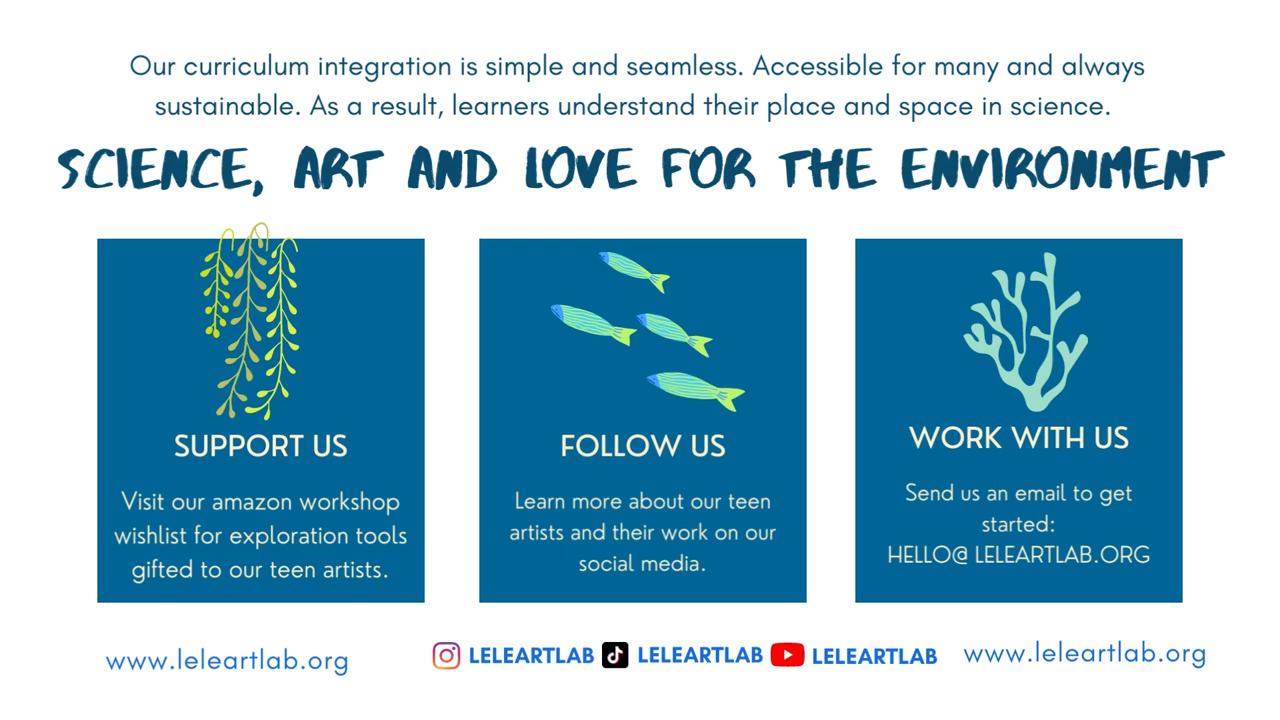 Our curriculum integration is simple and seamless. Accessible for many and always
sustainable. As a result, learners understand their place and space in science.
SCIENCE, ART AND LOVE FOR THE ENVIRONMENT
SUPPORT US
Visit our amazon workshop
wishlist for exploration tools
gifted to our teen artists.
FOLLOW US
Learn more about our teen
artists and their work on our
social media.
WORK WITH US
Send us an email to get
started:
HELLO@ LELEARTLAB.ORG
www.leleartlab.org
LELEARTLAB LELEARTLAB LELEARTLAB
www.leleartlab.org